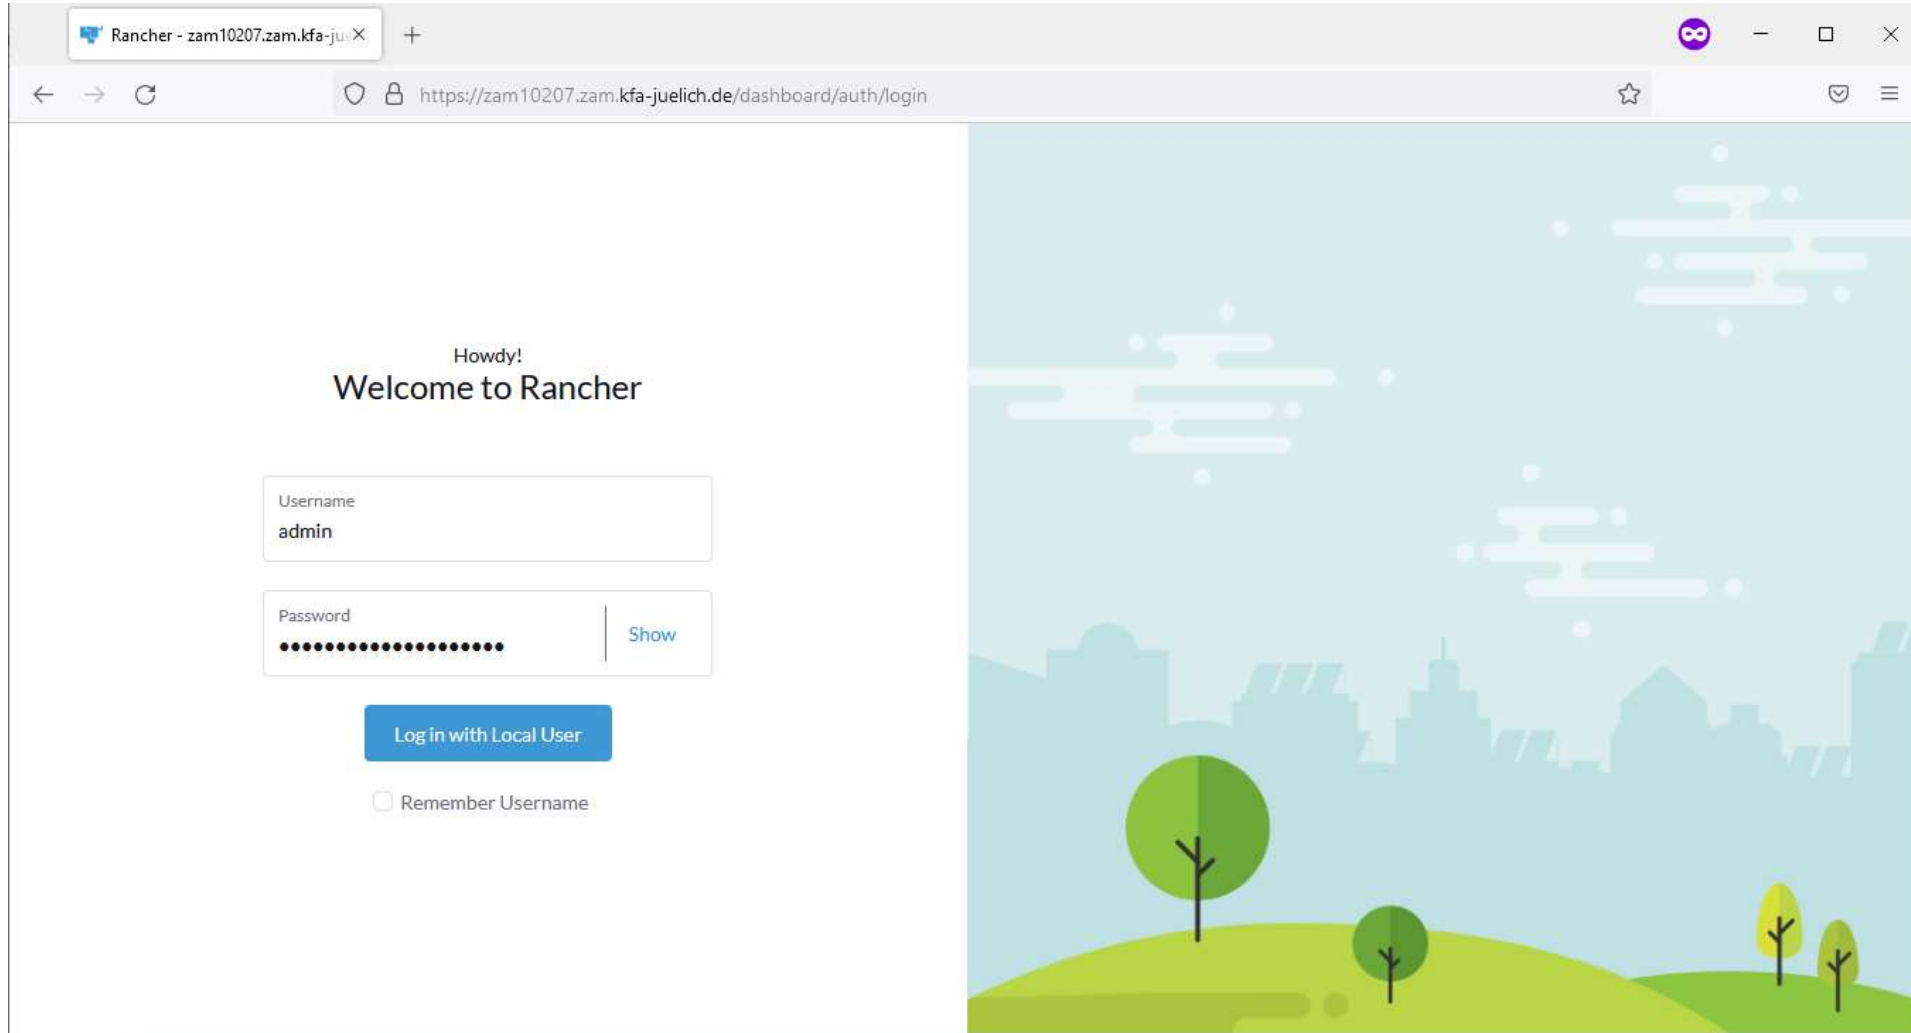 Rancher - zam10207.zam.kfa-ju
https://zam10207.zam.kfa-juelich.de/dashboard/auth/login
Howdy!
Welcome to Rancher
Username
admin
Password
••••••••••••••••••••
Show
Log in with Local User
Remember Username